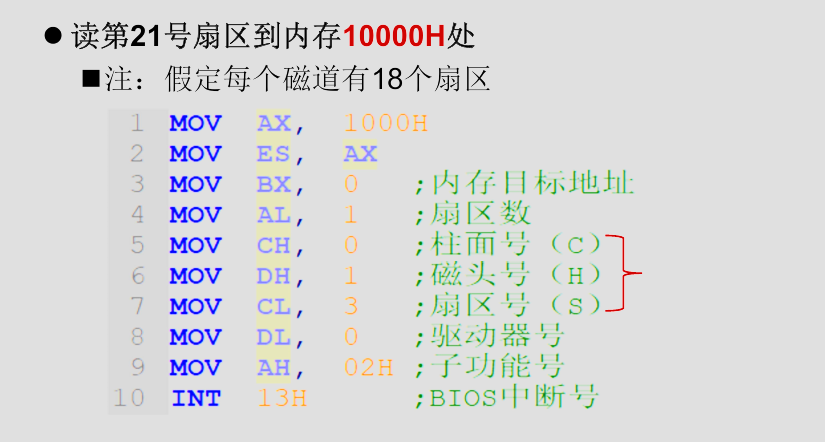 ● 读第21号扇区到内存10000H处
■注：假定每个磁道有18个扇区
1 MOV AX, 1000H
2 MOV ES, AX
3 MOV BX, 0 ;内存目标地址
4 MOV AL, 1 ;扇区数
5 MOV CH, 0 ;柱面号（C）
6 MOV DH, 1 ;磁头号（H）
7 MOV CL, 3 ;扇区号（S）
8 MOV DL, 0 ;驱动器号
9 MOV AH, 02H ;子功能号
10 INT 13H ;BIOS中断号